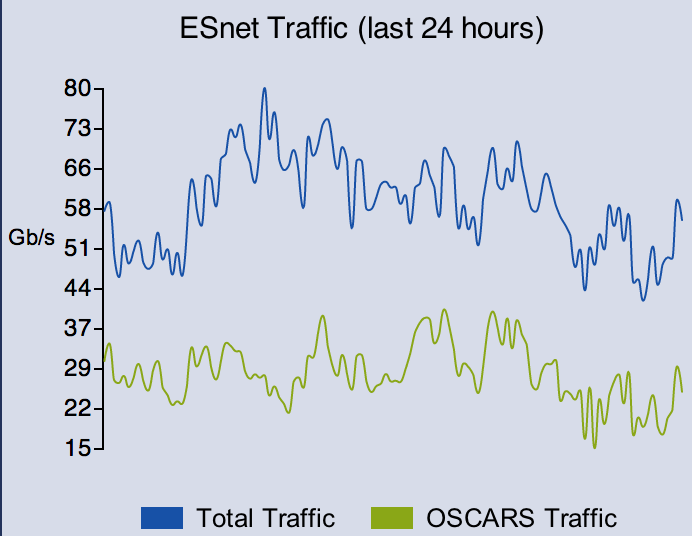 ESnet Traffic (last 24 hours)
80
73
66
58
Gb/s
51
44
37
29
22
15
Total Traffic
OSCARS Traffic